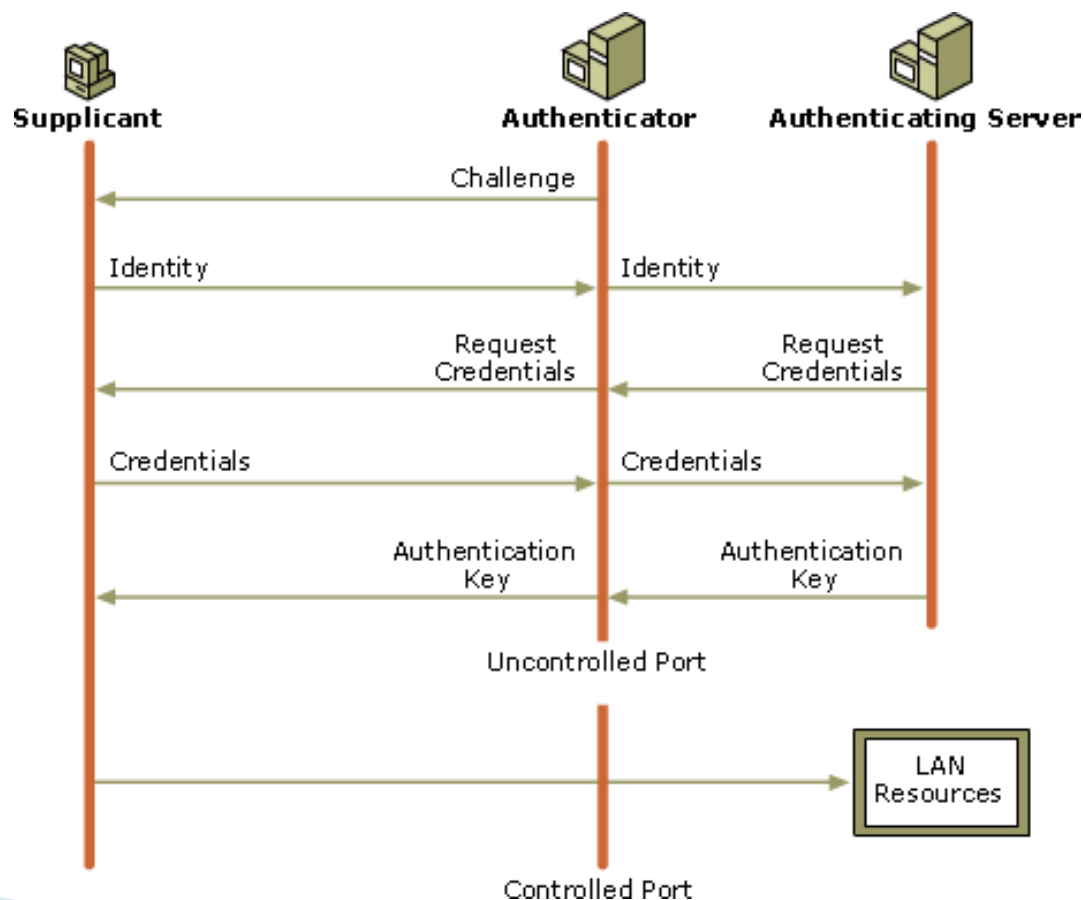 Supplicant
Authenticator
Authenticating Server
Challenge
Identity
Identity
Request
Credentials
Request
Credentials
Credentials
Credentials
Authentication
Key
Authentication
Key
Uncontrolled Port
LAN
Resources
Controlled Port